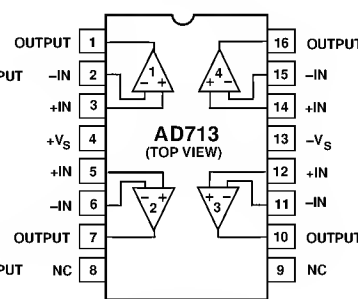 OUTPUT 1 16 OUTPUT
PUT –IN 2 1 4 15 –IN
– + + –
+IN 3 14 +IN
+VS 4 AD713 13 –VS
(TOP VIEW)
+IN 5 12 +IN
+ – + –
–IN 6 2 3 11 –IN
OUTPUT 7 10 OUTPUT
PUT NC 8 9 NC